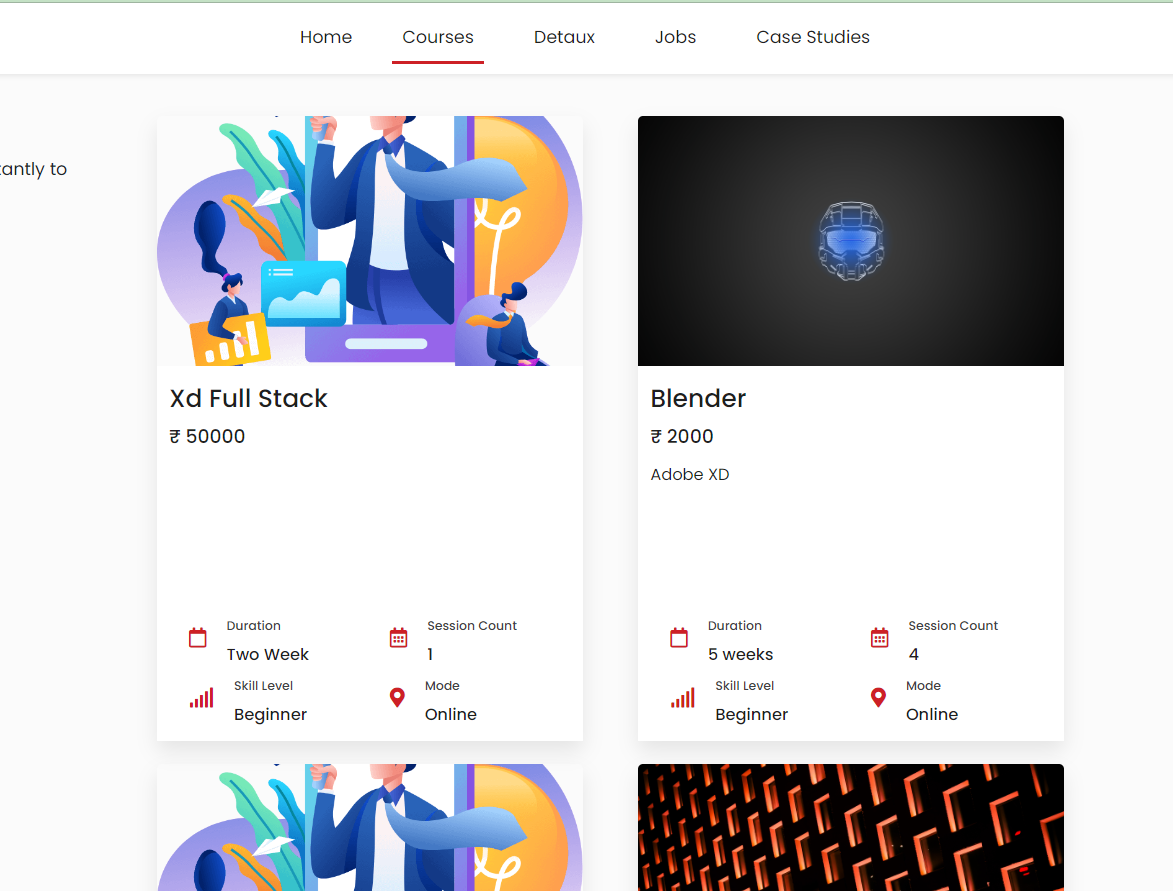 Home Courses Detaux Jobs Case Studies
tantly to
Xd Full Stack
₹ 50000
Duration
Two Week
Session Count
1
Skill Level
Beginner
Mode
Online
Blender
₹ 2000
Adobe XD
Duration
5 weeks
Session Count
4
Skill Level
Beginner
Mode
Online